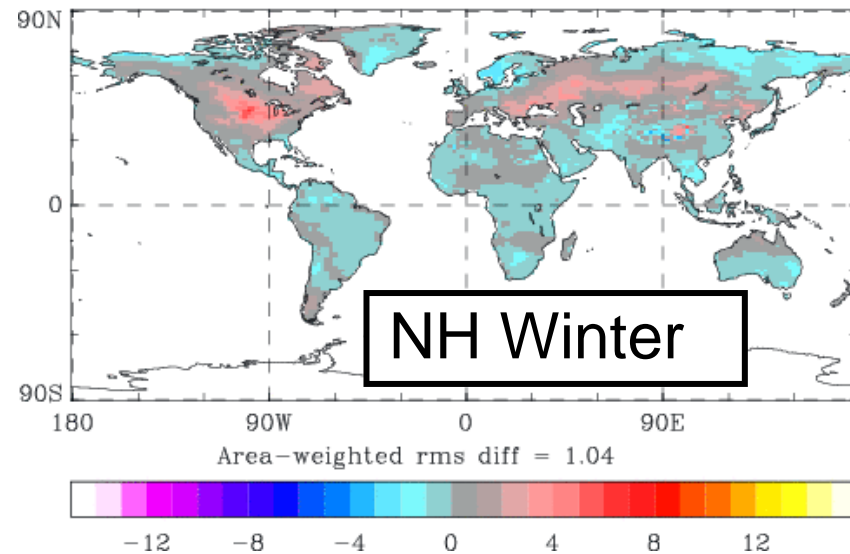 90N
0
NH Winter
90S
180 90W 0 90E
Area-weighted rms diff = 1.04
-12 -8 -4 0 4 8 12